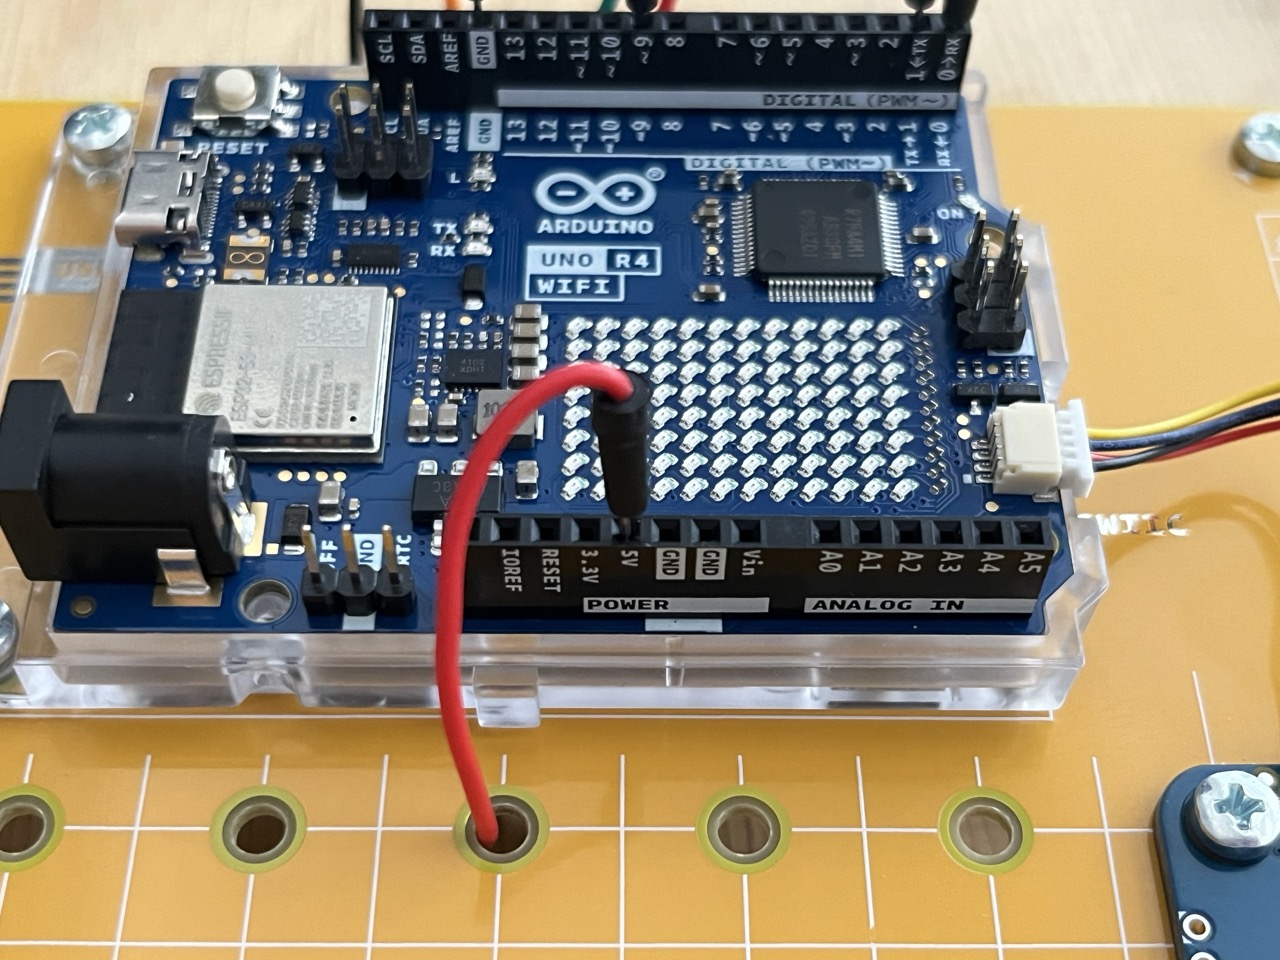 SCL SDA AREF GND 13 12 ~11 ~10 ~9 8 7 ~6 ~5 4 ~3 2 1→TX 0→RX
DIGITAL (PWM~)
AREF GND 13 12 ~11 ~10 ~9 8 7 ~6 ~5 4 ~3 2 TX→1 RX←0
DIGITAL (PWM~)
RESET
L
ON
TX
RX
ARDUINO
UNO R4
WIFI
ESPRESSIF
IOREF RESET 3.3V 5V GND GND Vin A0 A1 A2 A3 A4 A5
POWER ANALOG IN